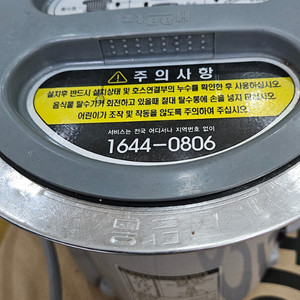 주 의 사 항
설치후 반드시 설치상태 및 호스연결부의 누수를 확인한 후 사용하십시오.
음식물 탈수기가 회전하고 있을때 절대 탈수통에 손을 넣지 마십시오.
어린이가 조작 및 작동을 않도록 주의하여 주십시오.
서비스는 전국 어디서나 지역번호 없이
1644-0806